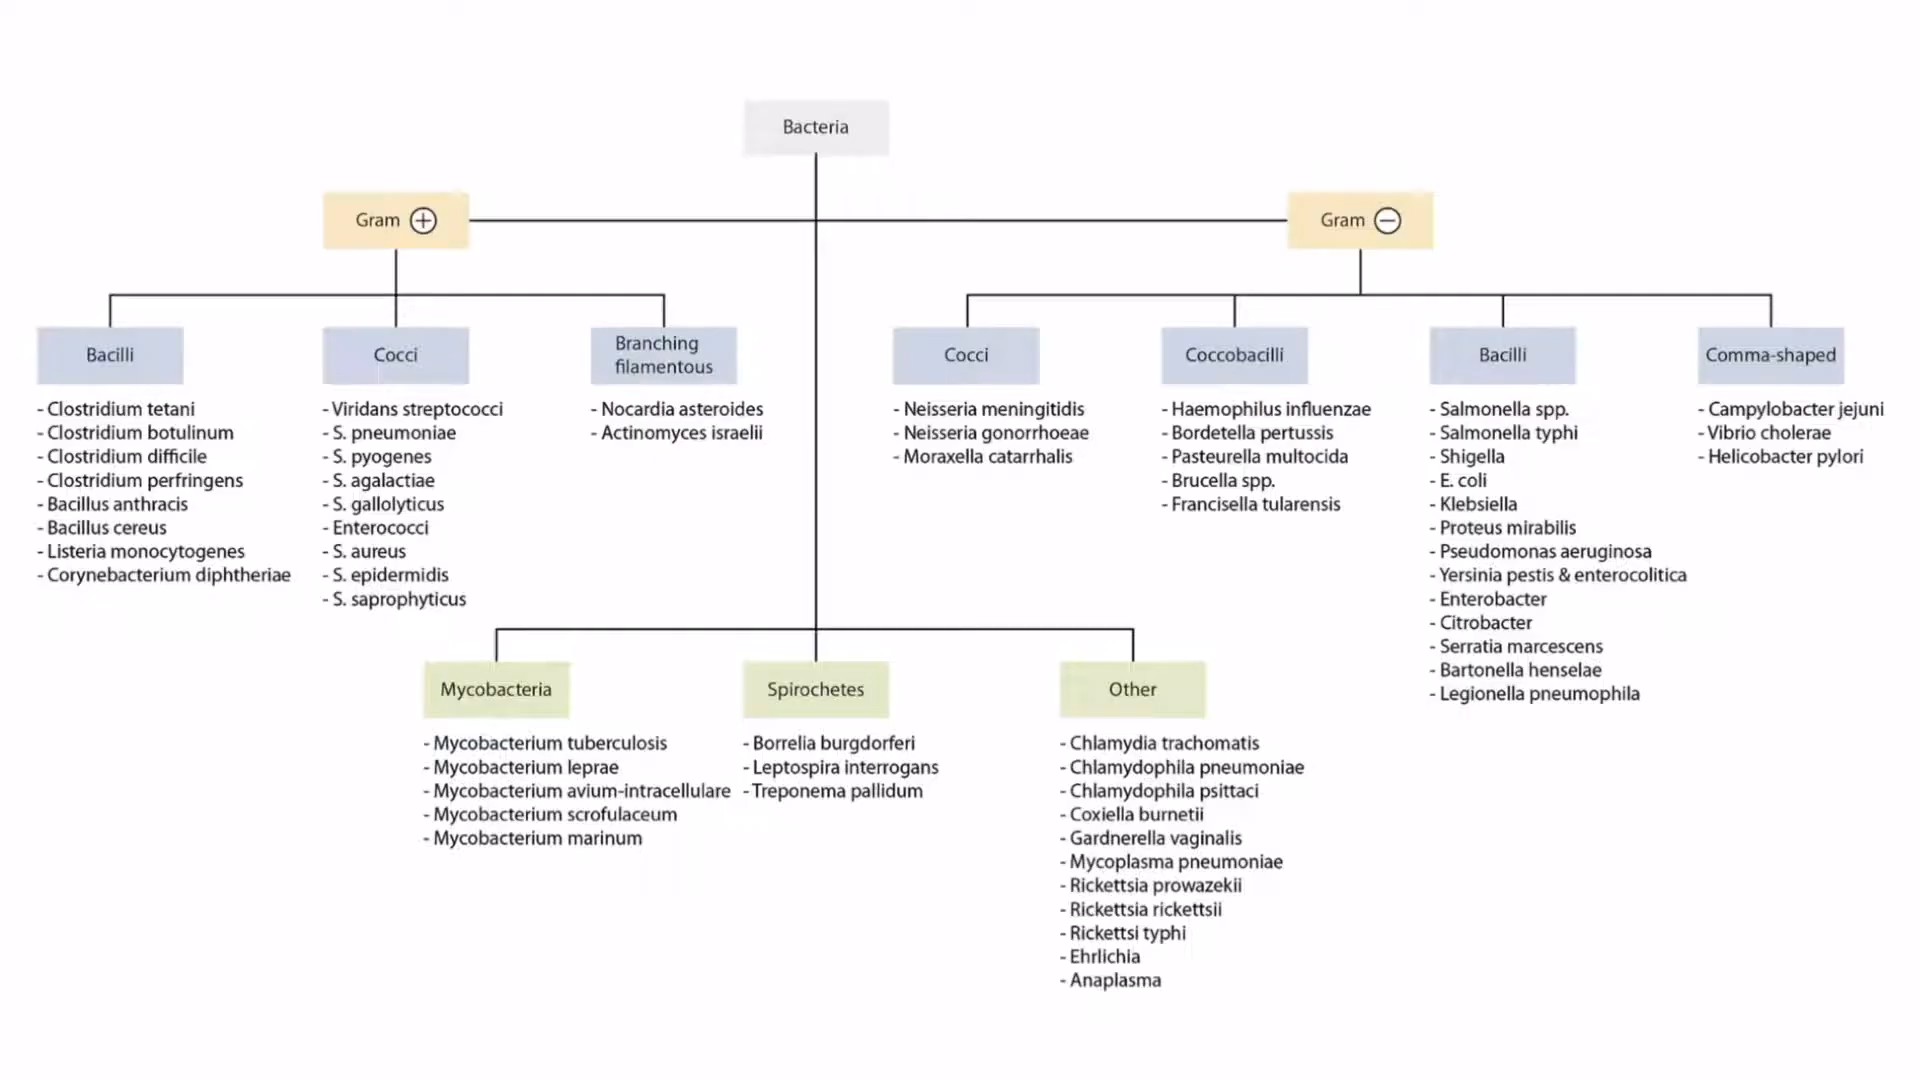 Bacteria
Gram +
Gram −
Bacilli
- Clostridium tetani
- Clostridium botulinum
- Clostridium difficile
- Clostridium perfringens
- Bacillus anthracis
- Bacillus cereus
- Listeria monocytogenes
- Corynebacterium diphtheriae
Cocci
- Viridans streptococci
- S. pneumoniae
- S. pyogenes
- S. agalactiae
- S. gallolyticus
- Enterococci
- S. aureus
- S. epidermidis
- S. saprophyticus
Branching
filamentous
- Nocardia asteroides
- Actinomyces israelii
Cocci
- Neisseria meningitidis
- Neisseria gonorrhoeae
- Moraxella catarrhalis
Coccobacilli
- Haemophilus influenzae
- Bordetella pertussis
- Pasteurella multocida
- Brucella spp.
- Francisella tularensis
Bacilli
- Salmonella spp.
- Salmonella typhi
- Shigella
- E. coli
- Klebsiella
- Proteus mirabilis
- Pseudomonas aeruginosa
- Yersinia pestis & enterocolitica
- Enterobacter
- Citrobacter
- Serratia marcescens
- Bartonella henselae
- Legionella pneumophila
Comma-shaped
- Campylobacter jejuni
- Vibrio cholerae
- Helicobacter pylori
Mycobacteria
- Mycobacterium tuberculosis
- Mycobacterium leprae
- Mycobacterium avium-intracellulare
- Mycobacterium scrofulaceum
- Mycobacterium marinum
Spirochetes
- Borrelia burgdorferi
- Leptospira interrogans
- Treponema pallidum
Other
- Chlamydia trachomatis
- Chlamydophila pneumoniae
- Chlamydophila psittaci
- Coxiella burnetii
- Gardnerella vaginalis
- Mycoplasma pneumoniae
- Rickettsia prowazekii
- Rickettsia rickettsii
- Rickettsi typhi
- Ehrlichia
- Anaplasma